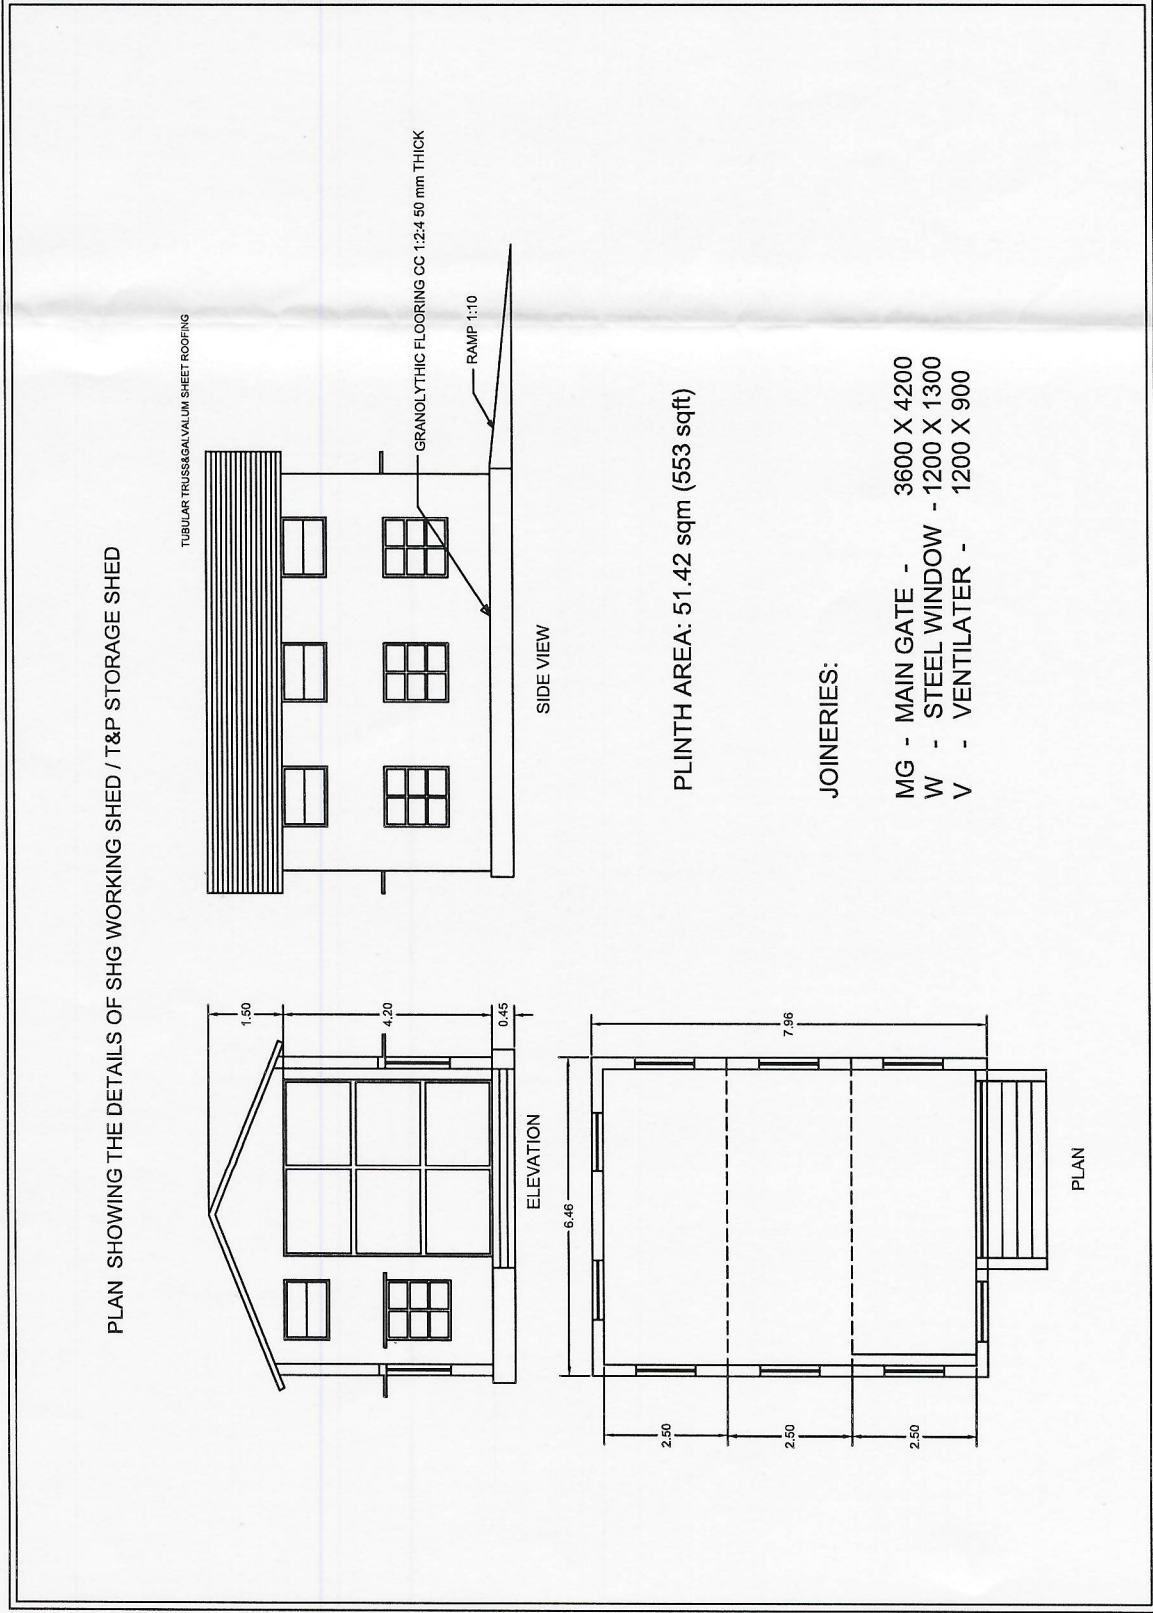 PLAN SHOWING THE DETAILS OF SHG WORKING SHED / T&P STORAGE SHED
TUBULAR TRUSS&GALVALUM SHEET ROOFING
1.50
4.20
0.45
ELEVATION
GRANOLYTHIC FLOORING CC 1:2:4 50 mm THICK
RAMP 1:10
SIDE VIEW
6.46
7.96
2.50
2.50
2.50
PLAN
PLINTH AREA: 51.42 sqm (553 sqft)
JOINERIES:
MG - MAIN GATE - 3600 X 4200
W - STEEL WINDOW - 1200 X 1300
V - VENTILATER - 1200 X 900